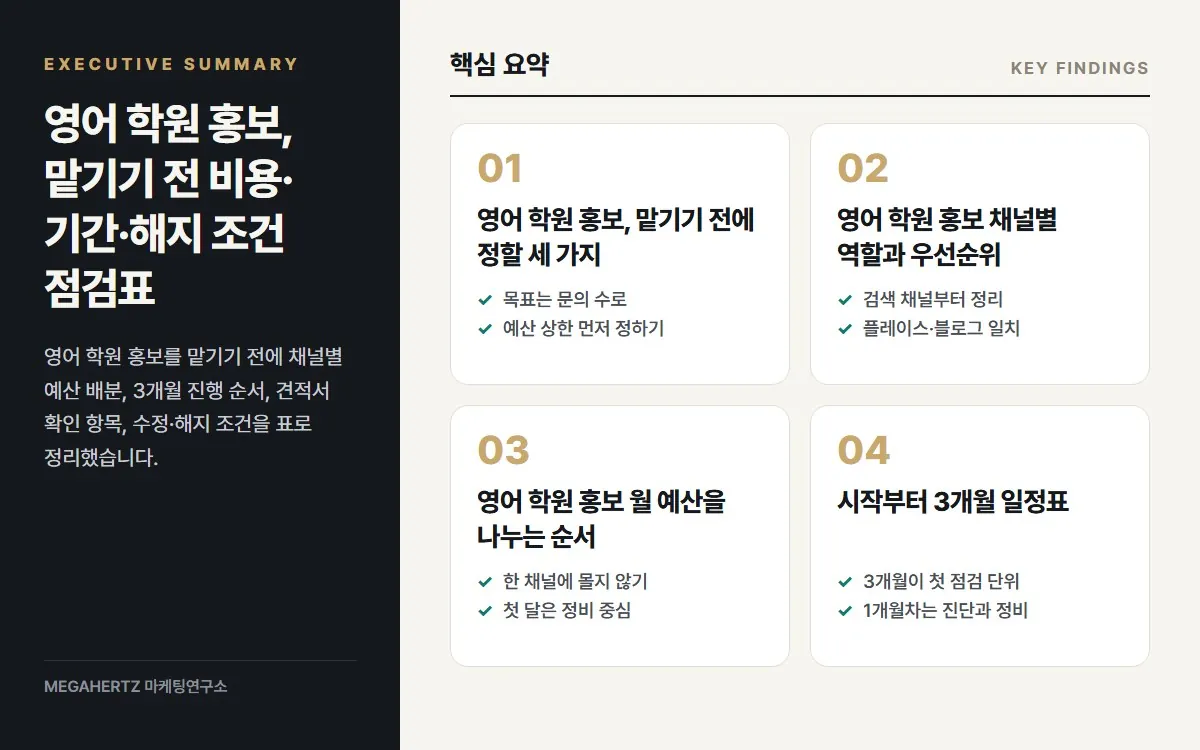 EXECUTIVE SUMMARY
영어 학원 홍보,
맡기기 전 비용·
기간·해지 조건
점검표
영어 학원 홍보를 맡기기 전에 채널별
예산 배분, 3개월 진행 순서, 견적서
확인 항목, 수정·해지 조건을 표로
정리했습니다.
MEGAHERTZ 마케팅연구소
핵심 요약
KEY FINDINGS
01
영어 학원 홍보, 맡기기 전에
정할 세 가지
✓ 목표는 문의 수로
✓ 예산 상한 먼저 정하기
02
영어 학원 홍보 채널별
역할과 우선순위
✓ 검색 채널부터 정리
✓ 플레이스·블로그 일치
03
영어 학원 홍보 월 예산을
나누는 순서
✓ 한 채널에 몰지 않기
✓ 첫 달은 정비 중심
04
시작부터 3개월 일정표
✓ 3개월이 첫 점검 단위
✓ 1개월차는 진단과 정비